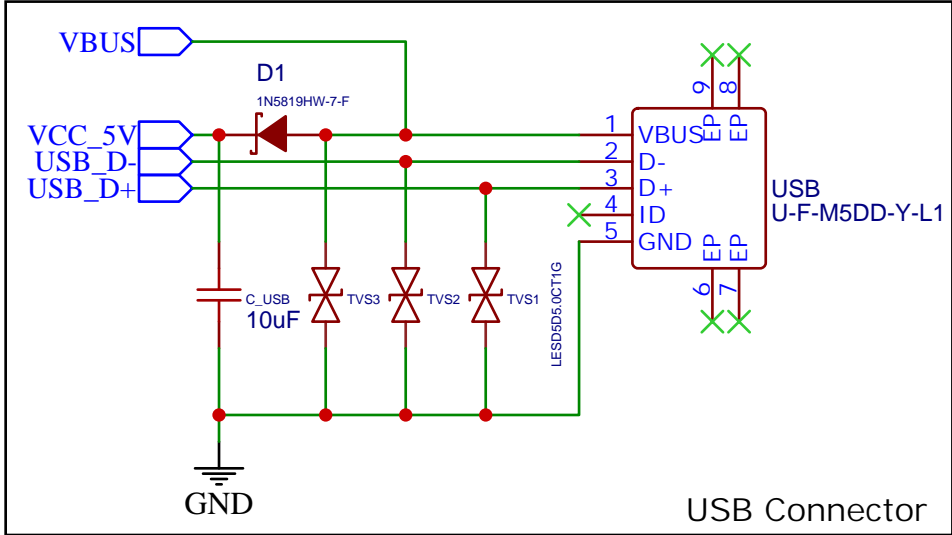 VBUS
D1
1N5819HW-7-F
VCC_5V
USB_D-
USB_D+
1 VBUS
2 D-
3 D+
4 ID
5 GND
9 EP
8 EP
6 EP
7 EP
USB
U-F-M5DD-Y-L1
C_USB
10uF
TVS3
TVS2
TVS1
LESD5D5.0CT1G
GND
USB Connector